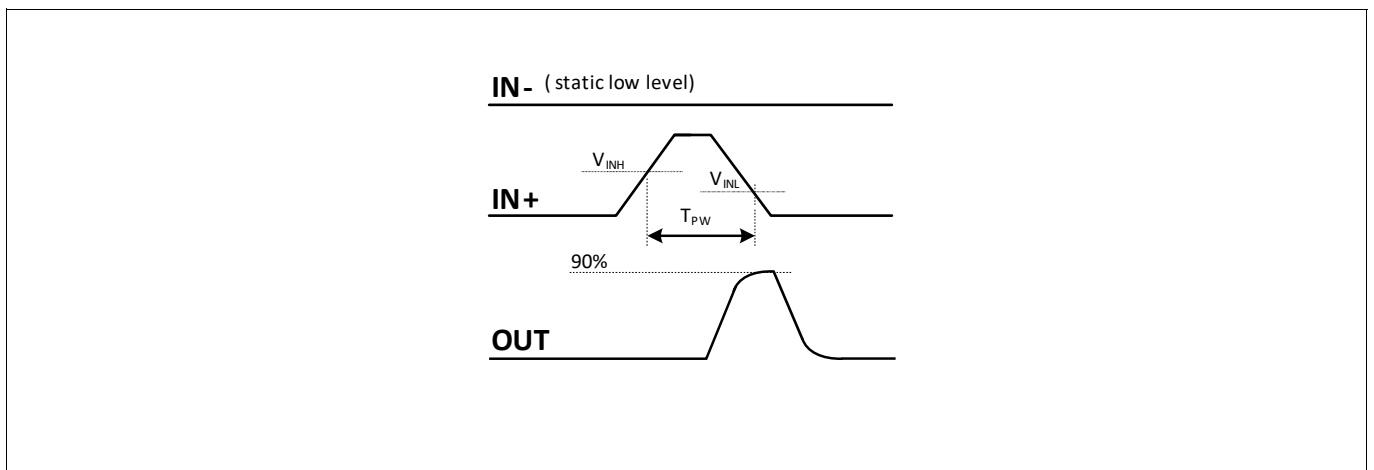 IN- ( static low level)
V_INH
V_INL
IN+
T_PW
90%
OUT